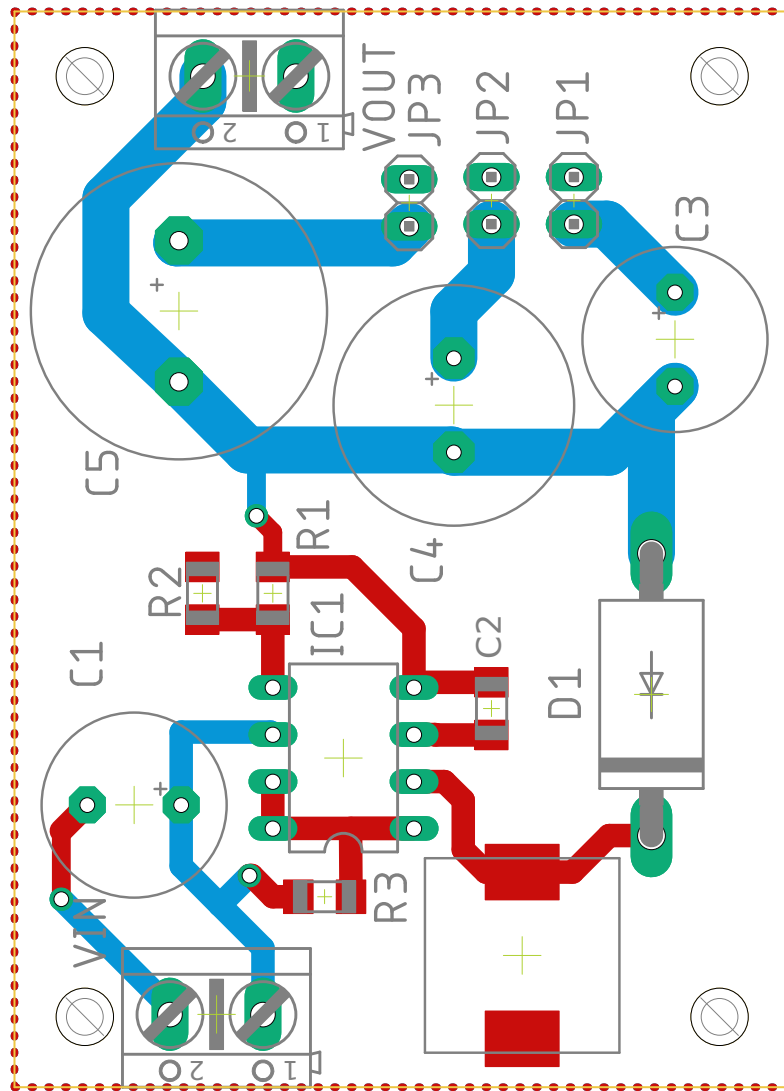 2 1
VOUT
JP3
JP2
JP1
C3
+
+
+
C5
R1
C4
R2
IC1
C2
C1
D1
+
R3
VIN
2 1